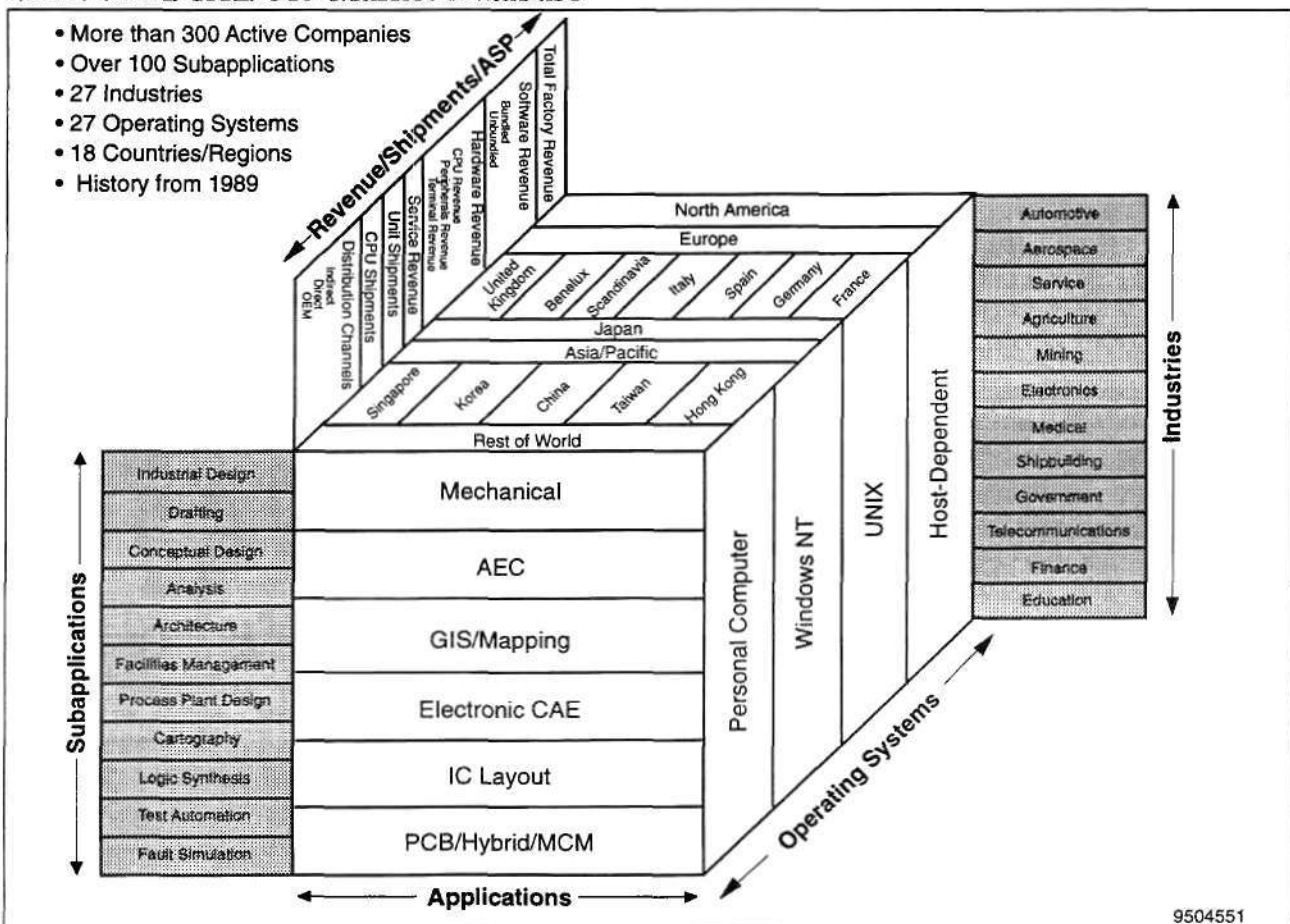 • More than 300 Active Companies
• Over 100 Subapplications
• 27 Industries
• 27 Operating Systems
• 18 Countries/Regions
• History from 1989
Revenue/Shipments/ASP
Total Factory Revenue
Software Revenue
Bundled
Unbundled
Hardware Revenue
CPU Revenue
Peripherals Revenue
Terminal Revenue
Service Revenue
Unit Shipments
CPU Shipments
Distribution Channels
Indirect
Direct
OEM
North America
Europe
United
Kingdom
Benelux
Scandinavia
Italy
Spain
Germany
France
Japan
Asia/Pacific
Singapore
Korea
China
Taiwan
Hong Kong
Rest of World
Subapplications
Industrial Design
Drafting
Conceptual Design
Analysis
Architecture
Facilities Management
Process Plant Design
Cartography
Logic Synthesis
Test Automation
Fault Simulation
Mechanical
AEC
GIS/Mapping
Electronic CAE
IC Layout
PCB/Hybrid/MCM
Applications
Personal Computer
Windows NT
UNIX
Host-Dependent
Operating Systems
Automotive
Aerospace
Service
Agriculture
Mining
Electronics
Medical
Shipbuilding
Government
Telecommunications
Finance
Education
Industries
9504551